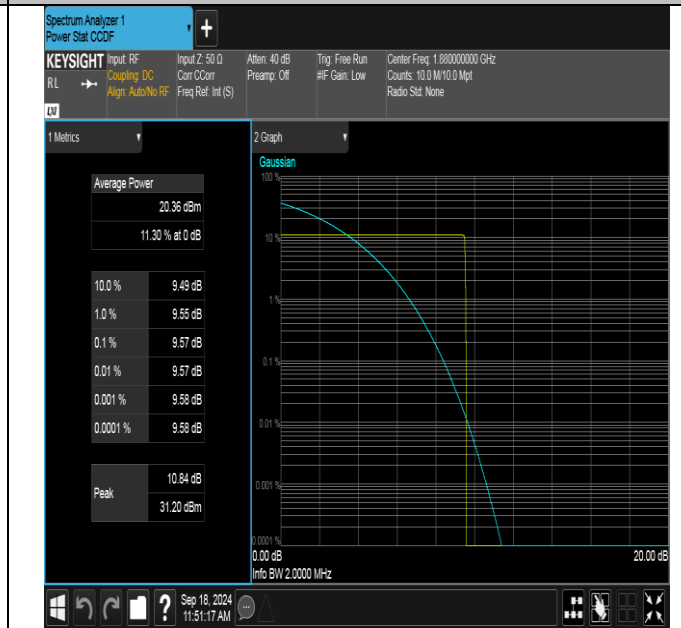 Spectrum Analyzer 1
Power Stat CCDF
+
KEYSIGHT
RL
LXI
Input: RF
Coupling: DC
Align: Auto/No RF
Input Z: 50 Ω
Corr CCorr
Freq Ref: Int (S)
Atten: 40 dB
Preamp: Off
Trig: Free Run
#IF Gain: Low
Center Freq: 1.880000000 GHz
Counts: 10.0 M/10.0 Mpt
Radio Std: None
1 Metrics
Average Power
20.36 dBm
11.30 % at 0 dB
10.0 % 9.49 dB
1.0 % 9.55 dB
0.1 % 9.57 dB
0.01 % 9.57 dB
0.001 % 9.58 dB
0.0001 % 9.58 dB
Peak
10.84 dB
31.20 dBm
2 Graph
Gaussian
100 %
10 %
1 %
0.1 %
0.01 %
0.001 %
0.0001 %
0.00 dB 20.00 dB
Info BW 2.0000 MHz
?
Sep 18, 2024
11:51:17 AM